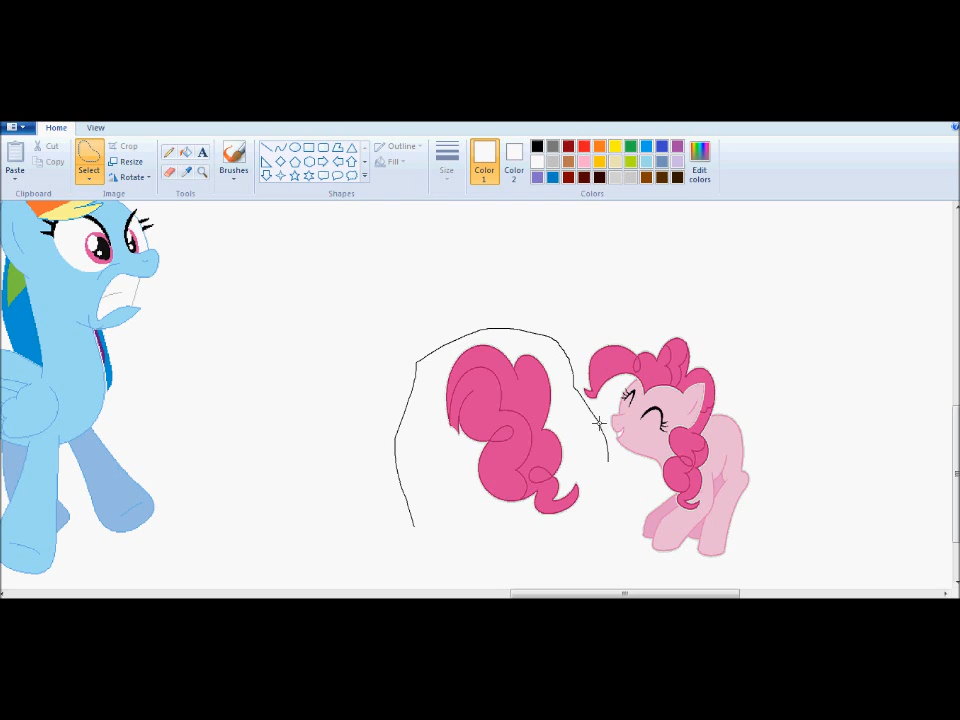 Home View
Cut
Copy
Paste
Clipboard
Crop
Resize
Rotate
Select
Image
A
Tools
Brushes
Outline
Fill
Shapes
Size
Color 1
Color 2
Edit colors
Colors